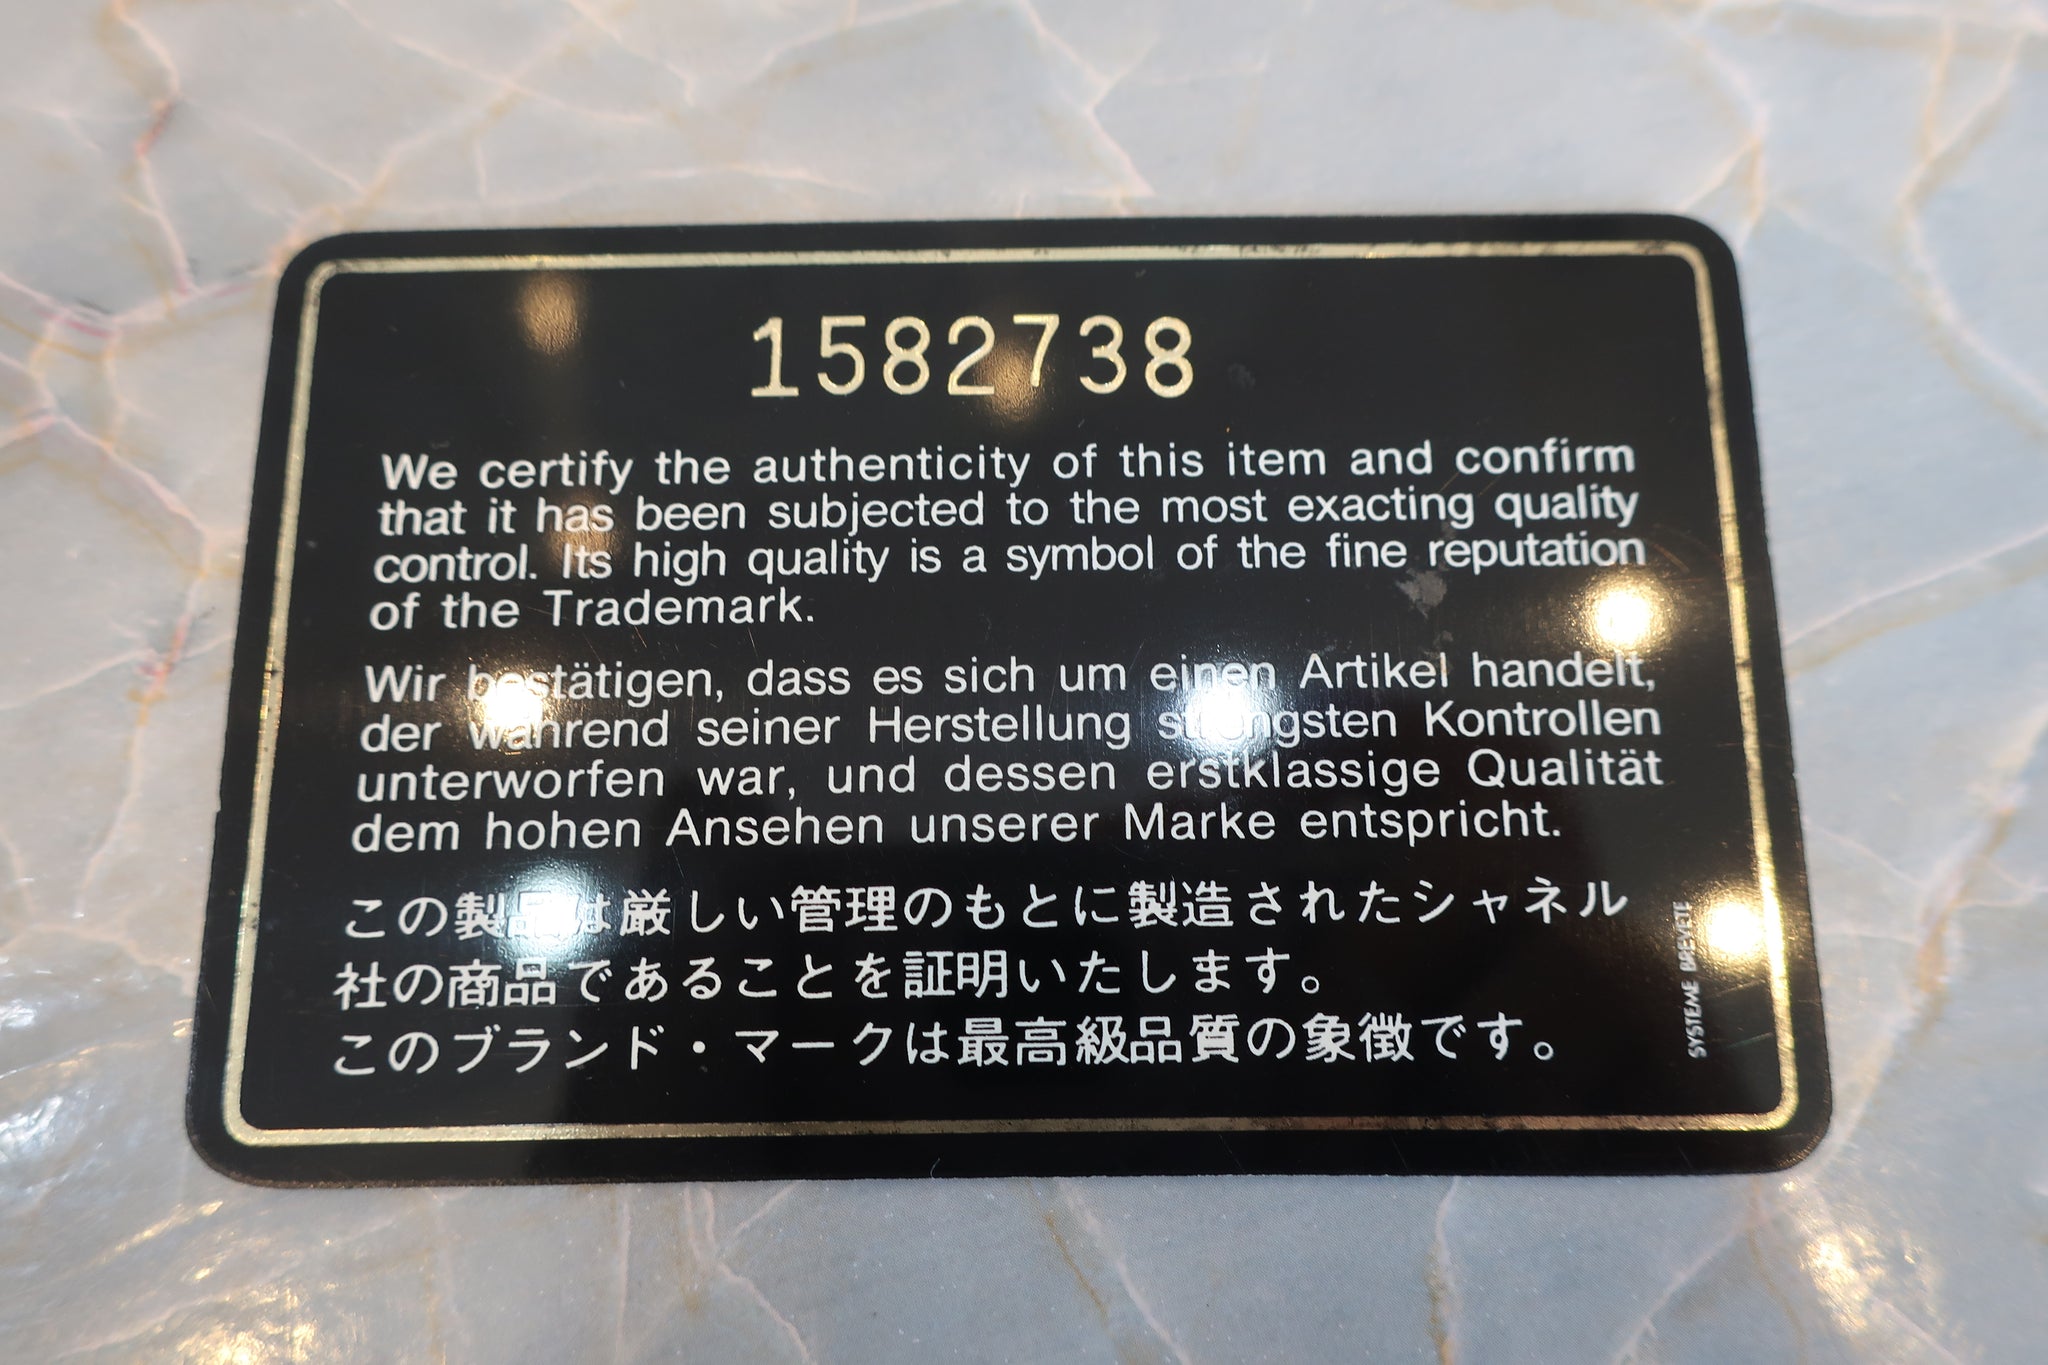 1582738
We certify the authenticity of this item and confirm
that it has been subjected to the most exacting quality
control. Its high quality is a symbol of the fine reputation
of the Trademark.
Wir bestätigen, dass es sich um einen Artikel handelt,
der während seiner Herstellung strengsten Kontrollen
unterworfen war, und dessen erstklassige Qualität
dem hohen Ansehen unserer Marke entspricht.
この製品は厳しい管理のもとに製造されたシャネル
社の商品であることを証明いたします。
このブランド・マークは最高級品質の象徴です。
SYSTEME BREVETE